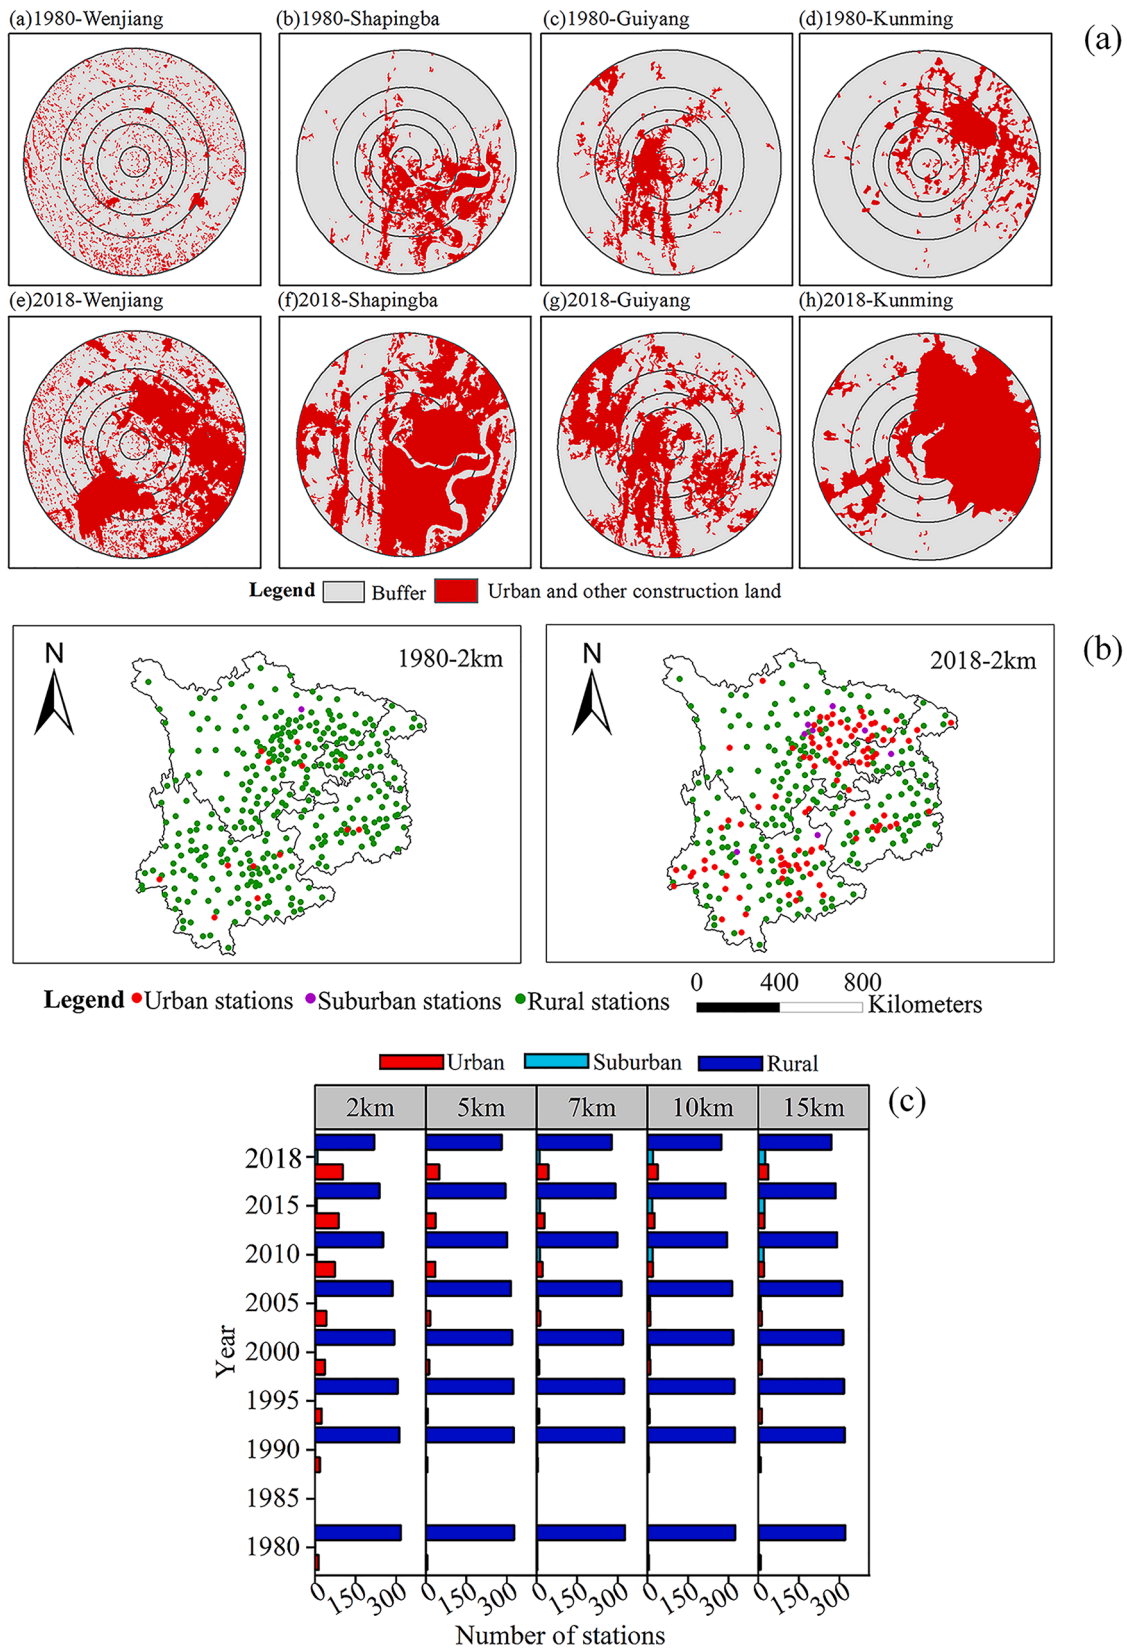 (a)1980-Wenjiang (b)1980-Shapingba (c)1980-Guiyang (d)1980-Kunming
(a)
(e)2018-Wenjiang (f)2018-Shapingba (g)2018-Guiyang (h)2018-Kunming
Legend Buffer Urban and other construction land
N 1980-2km N 2018-2km
(b)
Legend Urban stations Suburban stations Rural stations
0 400 800
Kilometers
Urban Suburban Rural
2km 5km 7km 10km 15km
(c)
2018
2015
2010
2005
2000
1995
1990
1985
1980
Year
0 150 300 0 150 300 0 150 300 0 150 300 0 150 300
Number of stations